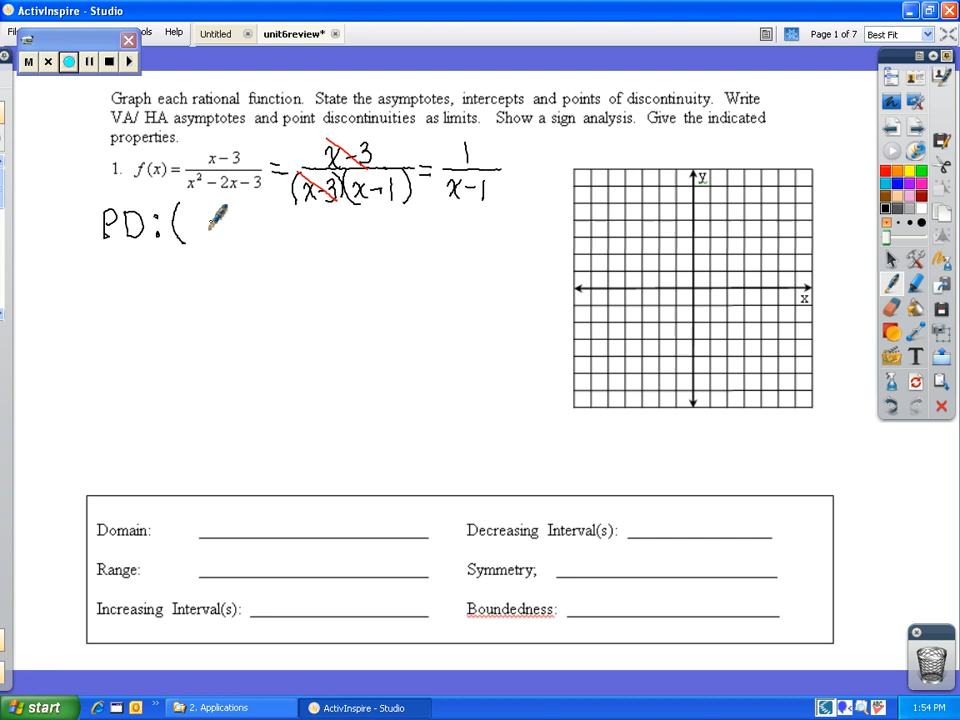 ActivInspire
Fi ols Help Untitled unit6review* Page 1 of 7 Best Fit
M
Graph each rational function. State the asymptotes, intercepts and points of discontinuity. Write
VA/ HA asymptotes and point discontinuities as limits. Show a sign analysis. Give the indicated
properties.
1. f(x) = x − 3 / x² − 2x − 3 = x-3 / (x-3)(x+1) = 1 / x-1
PD:(
y
x
Domain: Decreasing Interval(s):
Range: Symmetry;
Increasing Interval(s): Boundedness:
start 2. Applications ActivInspire - Studio 1:54 PM